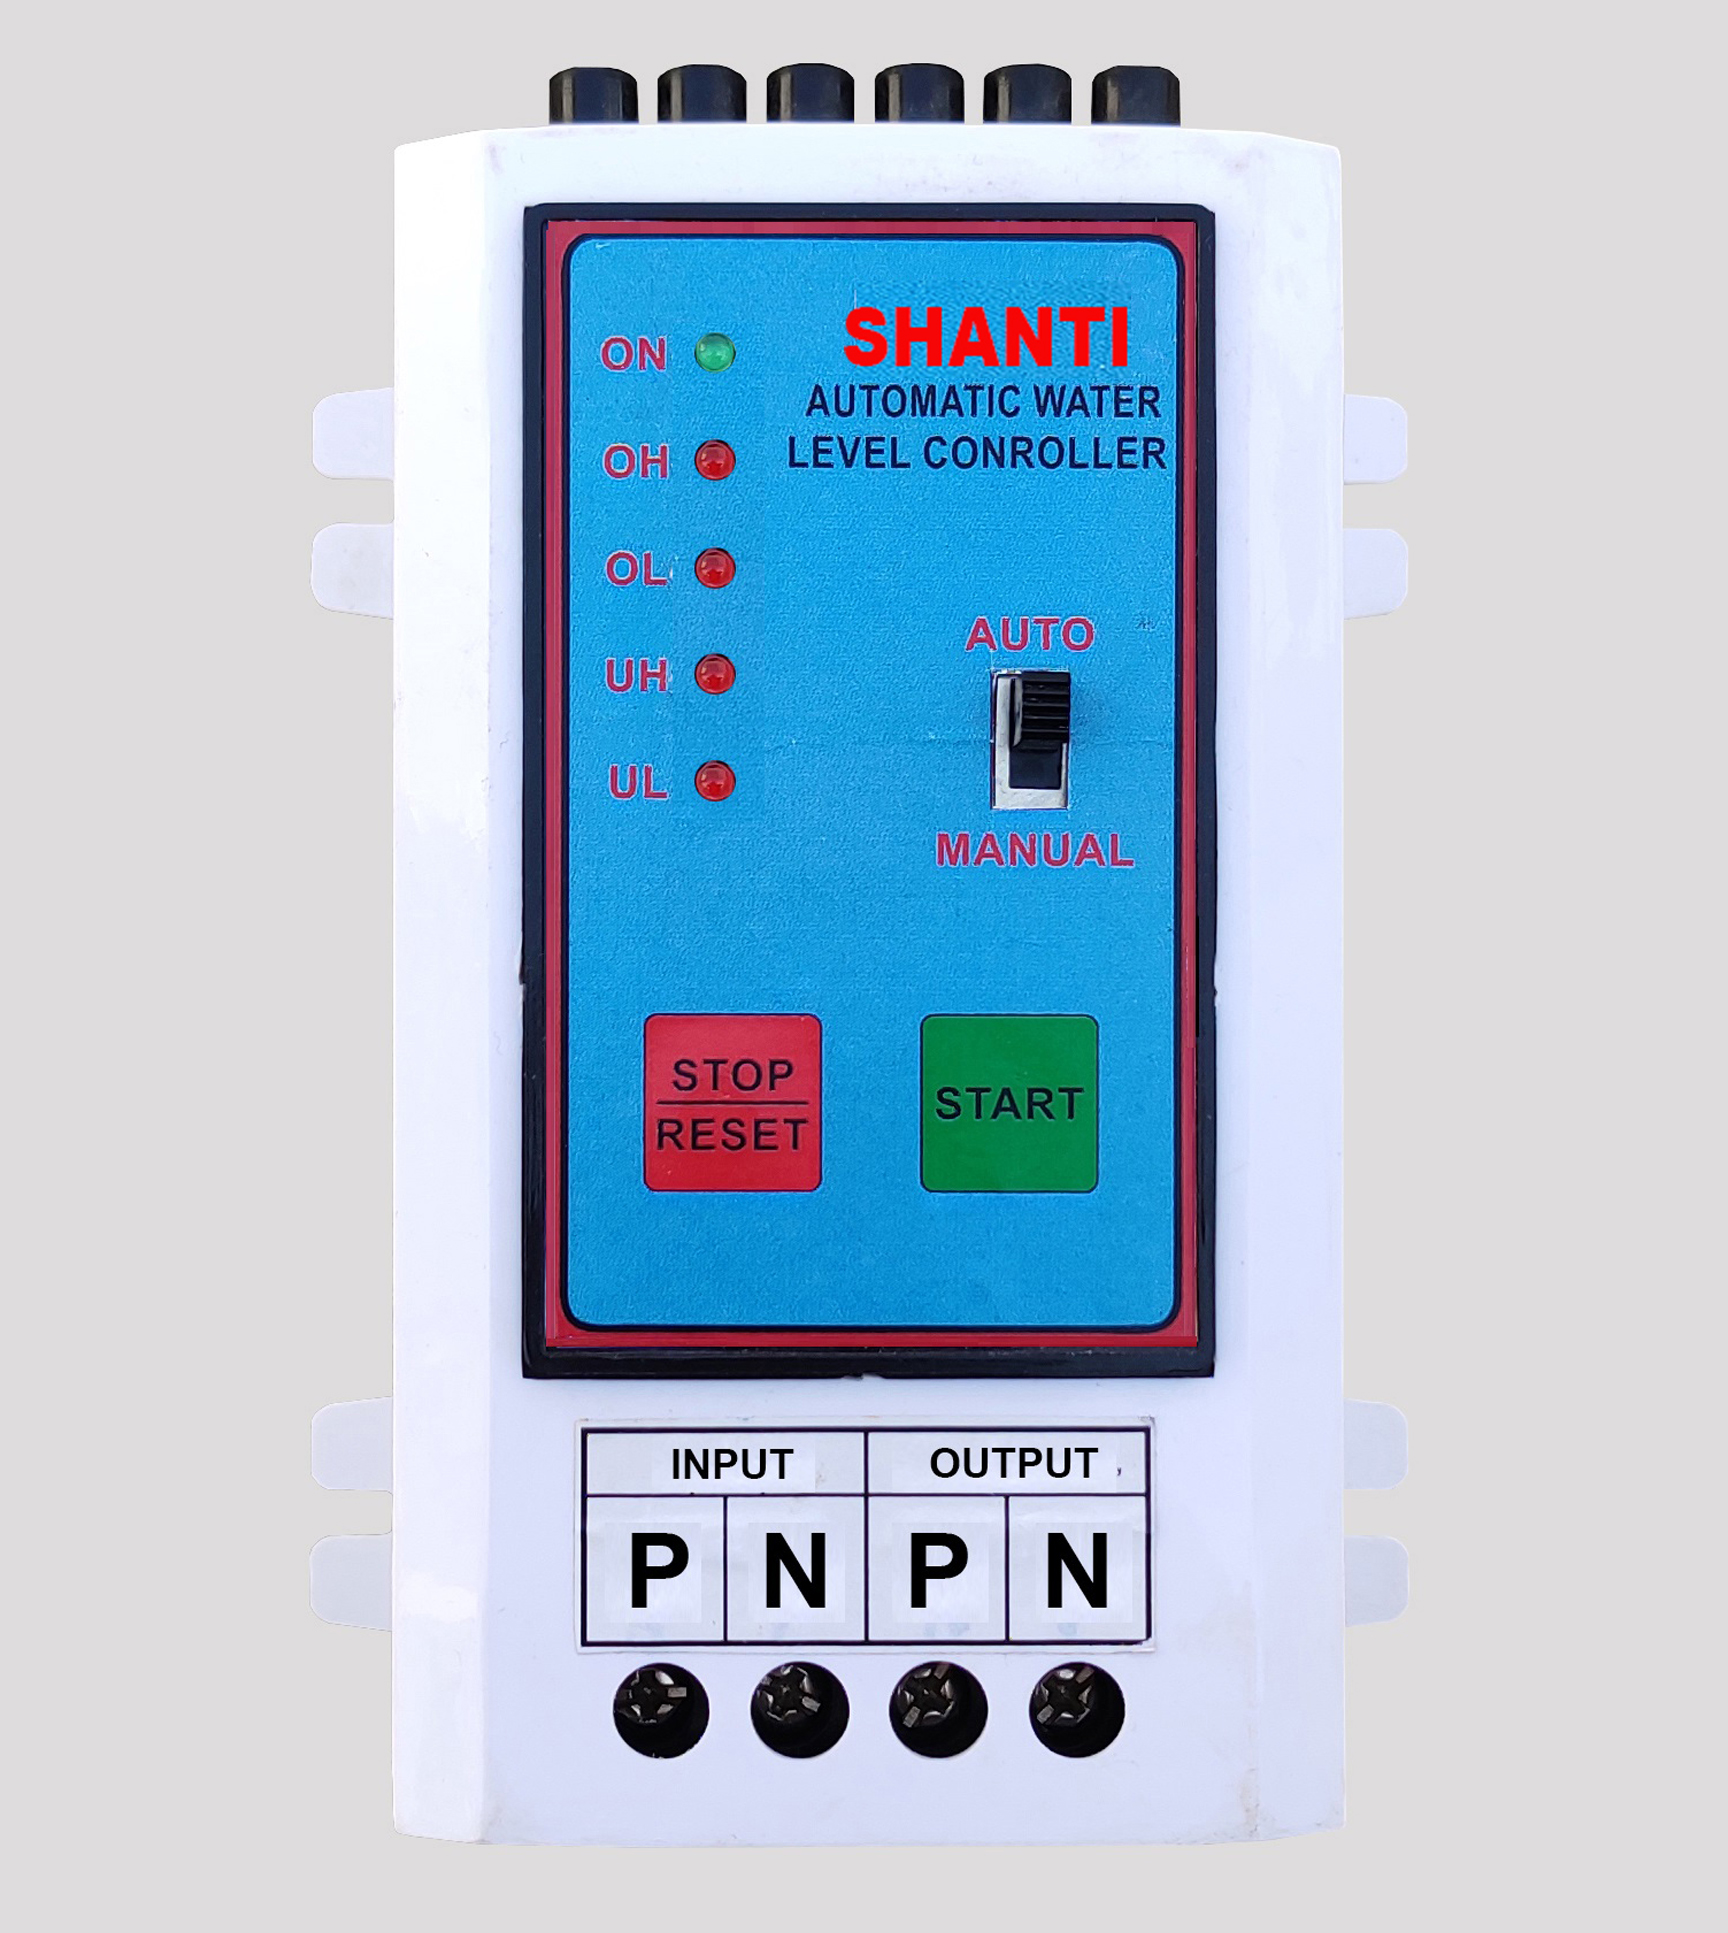 SHANTI
AUTOMATIC WATER
LEVEL CONROLLER
ON
OH
OL
UH
UL
AUTO
MANUAL
STOP
RESET
START
INPUT OUTPUT
P N P N